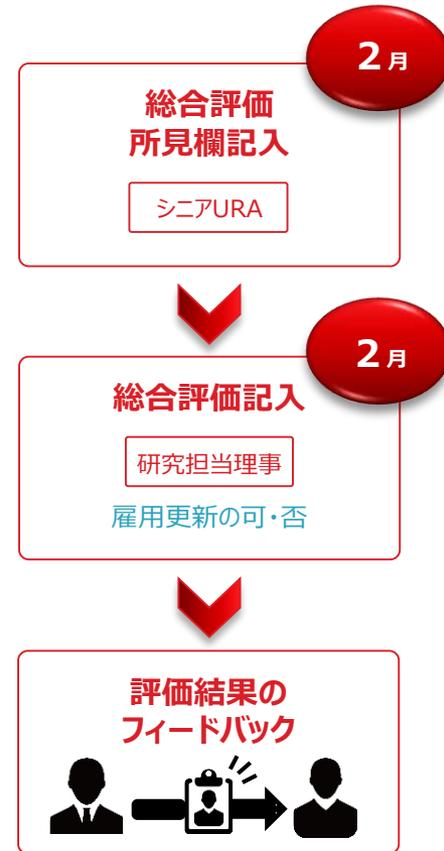 2月
総合評価
所見欄記入
シニアURA
2月
総合評価記入
研究担当理事
雇用更新の可・否
評価結果の
フィードバック